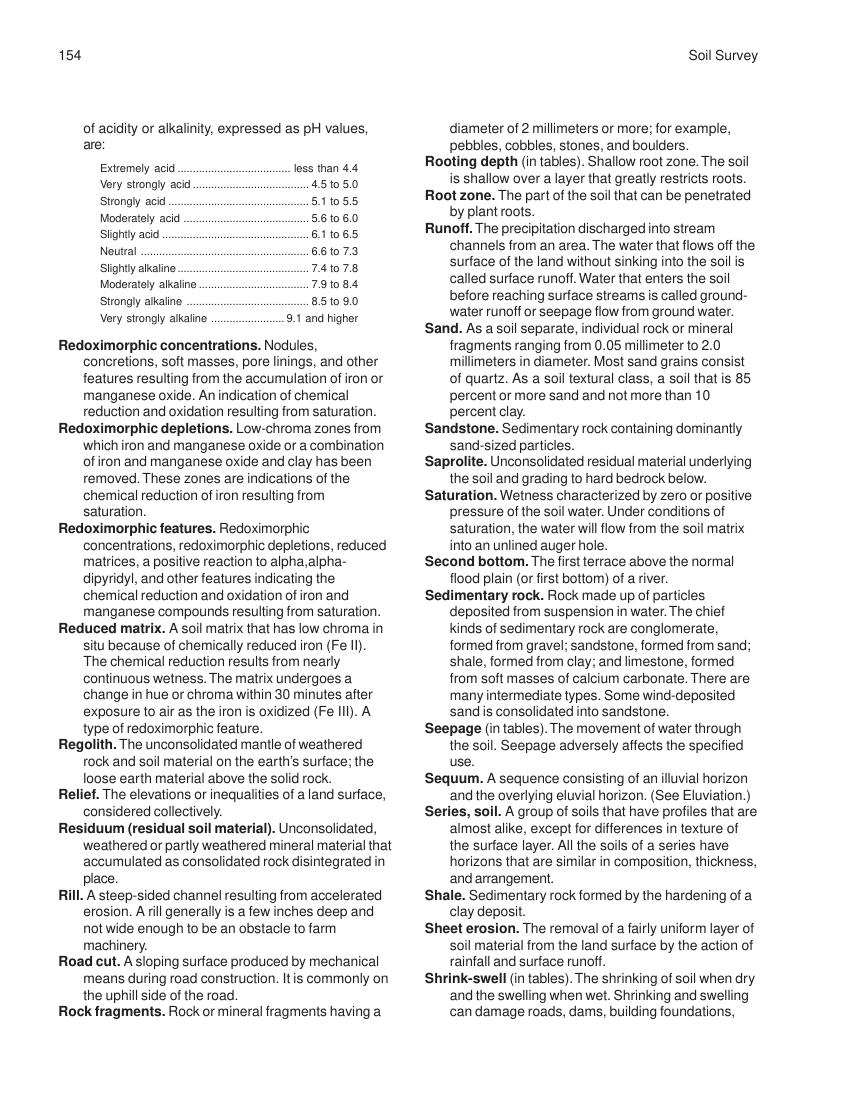 154
Soil Survey
of acidity or alkalinity, expressed as pH values,
are:
Extremely acid ..................................... less than 4.4
Very strongly acid ...................................... 4.5 to 5.0
Strongly acid .............................................. 5.1 to 5.5
Moderately acid ......................................... 5.6 to 6.0
Slightly acid ................................................ 6.1 to 6.5
Neutral ....................................................... 6.6 to 7.3
Slightly alkaline ........................................... 7.4 to 7.8
Moderately alkaline .................................... 7.9 to 8.4
Strongly alkaline ........................................ 8.5 to 9.0
Very strongly alkaline ........................ 9.1 and higher
Redoximorphic concentrations. Nodules,
concretions, soft masses, pore linings, and other
features resulting from the accumulation of iron or
manganese oxide. An indication of chemical
reduction and oxidation resulting from saturation.
Redoximorphic depletions. Low-chroma zones from
which iron and manganese oxide or a combination
of iron and manganese oxide and clay has been
removed. These zones are indications of the
chemical reduction of iron resulting from
saturation.
Redoximorphic features. Redoximorphic
concentrations, redoximorphic depletions, reduced
matrices, a positive reaction to alpha,alpha-
dipyridyl, and other features indicating the
chemical reduction and oxidation of iron and
manganese compounds resulting from saturation.
Reduced matrix. A soil matrix that has low chroma in
situ because of chemically reduced iron (Fe II).
The chemical reduction results from nearly
continuous wetness. The matrix undergoes a
change in hue or chroma within 30 minutes after
exposure to air as the iron is oxidized (Fe III). A
type of redoximorphic feature.
Regolith. The unconsolidated mantle of weathered
rock and soil material on the earth's surface; the
loose earth material above the solid rock.
Relief. The elevations or inequalities of a land surface,
considered collectively.
Residuum (residual soil material). Unconsolidated,
weathered or partly weathered mineral material that
accumulated as consolidated rock disintegrated in
place.
Rill. A steep-sided channel resulting from accelerated
erosion. A rill generally is a few inches deep and
not wide enough to be an obstacle to farm
machinery.
Road cut. A sloping surface produced by mechanical
means during road construction. It is commonly on
the uphill side of the road.
Rock fragments. Rock or mineral fragments having a
diameter of 2 millimeters or more; for example,
pebbles, cobbles, stones, and boulders.
Rooting depth (in tables). Shallow root zone. The soil
is shallow over a layer that greatly restricts roots.
Root zone. The part of the soil that can be penetrated
by plant roots.
Runoff. The precipitation discharged into stream
channels from an area. The water that flows off the
surface of the land without sinking into the soil is
called surface runoff. Water that enters the soil
before reaching surface streams is called ground-
water runoff or seepage flow from ground water.
Sand. As a soil separate, individual rock or mineral
fragments ranging from 0.05 millimeter to 2.0
millimeters in diameter. Most sand grains consist
of quartz. As a soil textural class, a soil that is 85
percent or more sand and not more than 10
percent clay.
Sandstone. Sedimentary rock containing dominantly
sand-sized particles.
Saprolite. Unconsolidated residual material underlying
the soil and grading to hard bedrock below.
Saturation. Wetness characterized by zero or positive
pressure of the soil water. Under conditions of
saturation, the water will flow from the soil matrix
into an unlined auger hole.
Second bottom. The first terrace above the normal
flood plain (or first bottom) of a river.
Sedimentary rock. Rock made up of particles
deposited from suspension in water. The chief
kinds of sedimentary rock are conglomerate,
formed from gravel; sandstone, formed from sand;
shale, formed from clay; and limestone, formed
from soft masses of calcium carbonate. There are
many intermediate types. Some wind-deposited
sand is consolidated into sandstone.
Seepage (in tables). The movement of water through
the soil. Seepage adversely affects the specified
use.
Sequum. A sequence consisting of an illuvial horizon
and the overlying eluvial horizon. (See Eluviation.)
Series, soil. A group of soils that have profiles that are
almost alike, except for differences in texture of
the surface layer. All the soils of a series have
horizons that are similar in composition, thickness,
and arrangement.
Shale. Sedimentary rock formed by the hardening of a
clay deposit.
Sheet erosion. The removal of a fairly uniform layer of
soil material from the land surface by the action of
rainfall and surface runoff.
Shrink-swell (in tables). The shrinking of soil when dry
and the swelling when wet. Shrinking and swelling
can damage roads, dams, building foundations,